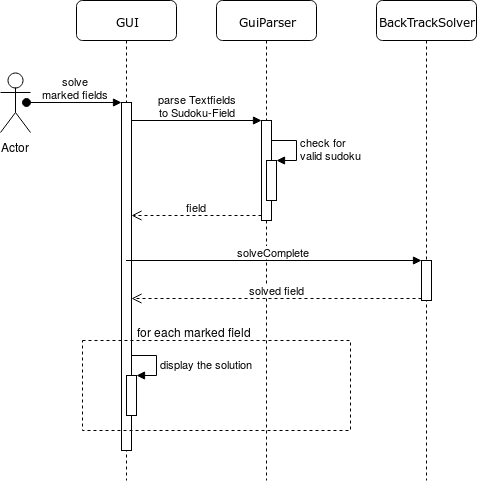 GUI
GuiParser
BackTrackSolver
solve
marked fields
Actor
parse Textfields
to Sudoku-Field
check for
valid sudoku
field
solveComplete
solved field
for each marked field
display the solution